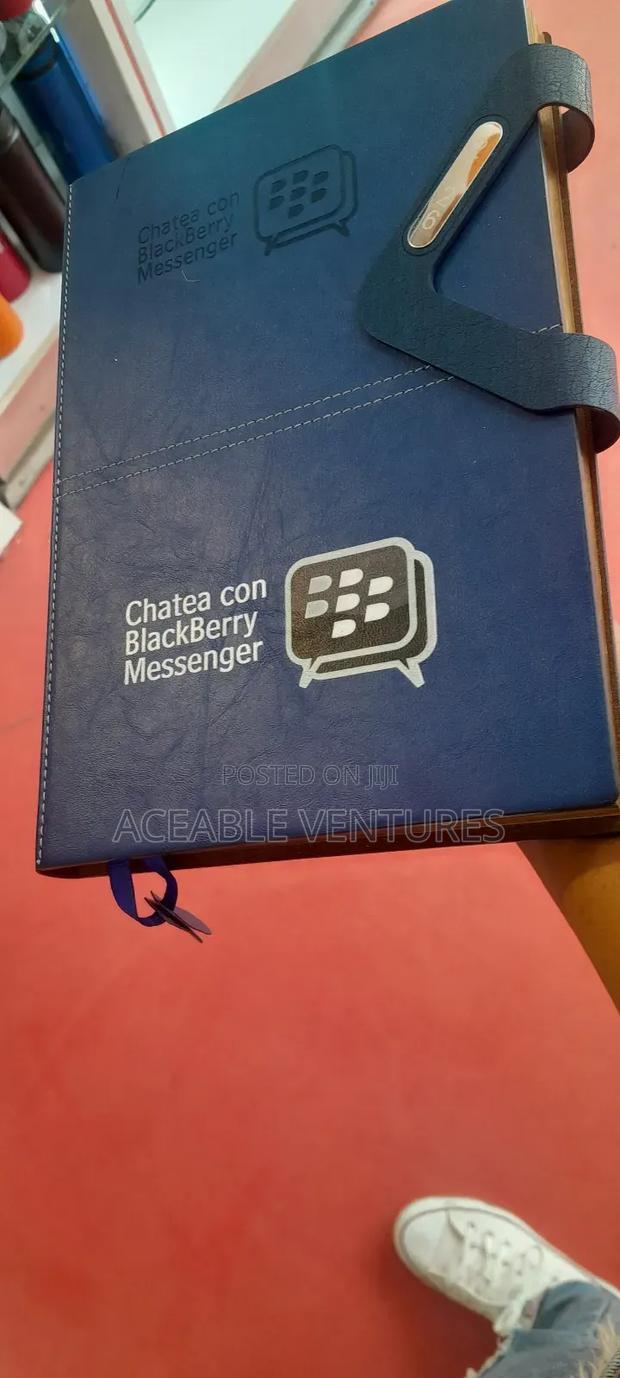 Chatea con
BlackBerry
Messenger
Chatea con
BlackBerry
Messenger
POSTED ON JIJI
ACEABLE VENTURES